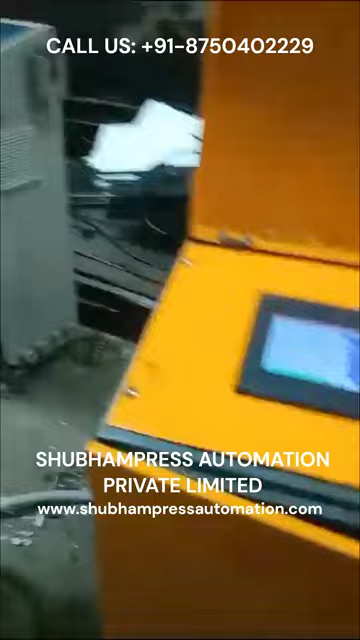 CALL US: +91-8750402229
SHUBHAMPRESS AUTOMATION
PRIVATE LIMITED
www.shubhampressautomation.com